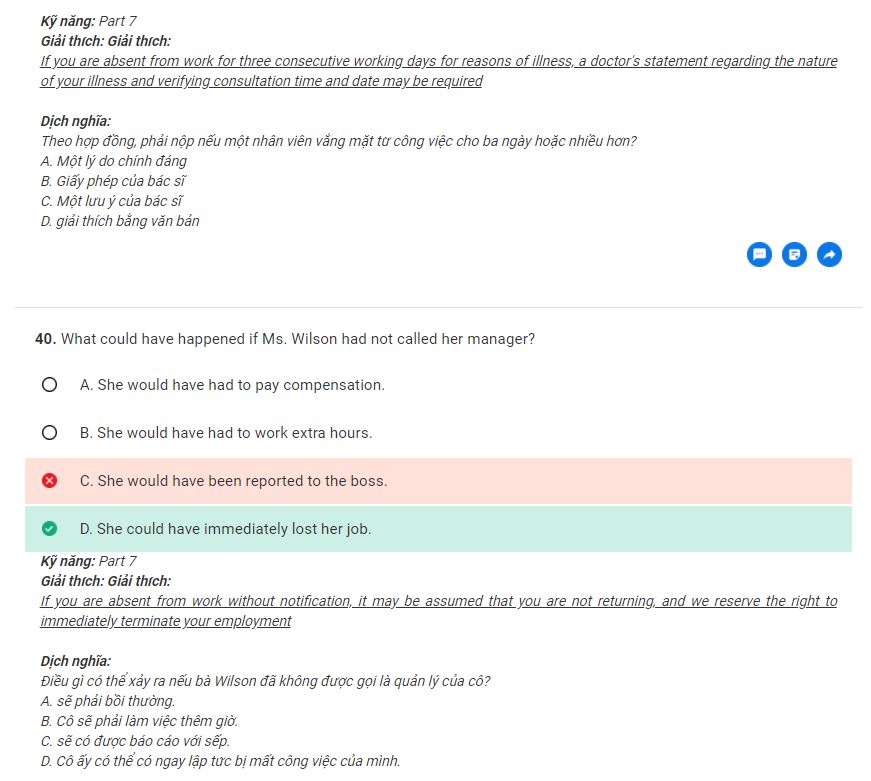 Kỹ năng: Part 7
Giải thích: Giải thích:
If you are absent from work for three consecutive working days for reasons of illness, a doctor's statement regarding the nature
of your illness and verifying consultation time and date may be required
Dịch nghĩa:
Theo hợp đồng, phải nộp nếu một nhân viên vắng mặt từ công việc cho ba ngày hoặc nhiều hơn?
A. Một lý do chính đáng
B. Giấy phép của bác sĩ
C. Một lưu ý của bác sĩ
D. giải thích bằng văn bản
40. What could have happened if Ms. Wilson had not called her manager?
A. She would have had to pay compensation.
B. She would have had to work extra hours.
C. She would have been reported to the boss.
D. She could have immediately lost her job.
Kỹ năng: Part 7
Giải thích: Giải thích:
If you are absent from work without notification, it may be assumed that you are not returning, and we reserve the right to
immediately terminate your employment
Dịch nghĩa:
Điều gì có thể xảy ra nếu bà Wilson đã không được gọi là quản lý của cô?
A. sẽ phải bồi thường.
B. Cô sẽ phải làm việc thêm giờ.
C. sẽ có được báo cáo với sếp.
D. Cô ấy có thể có ngay lập tức bị mất công việc của mình.